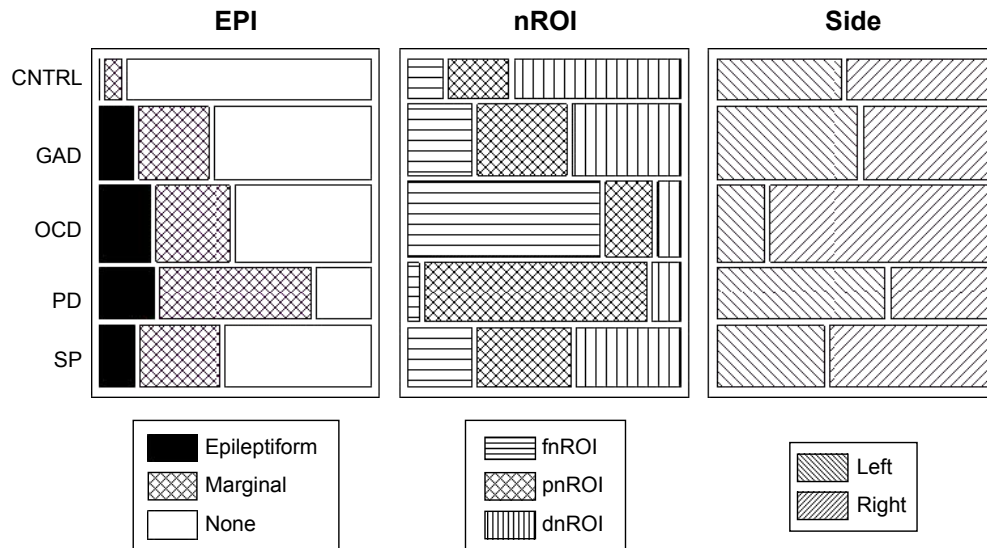 EPI
nROI
Side
CNTRL
GAD
OCD
PD
SP
Epileptiform
Marginal
None
fnROI
pnROI
dnROI
Left
Right